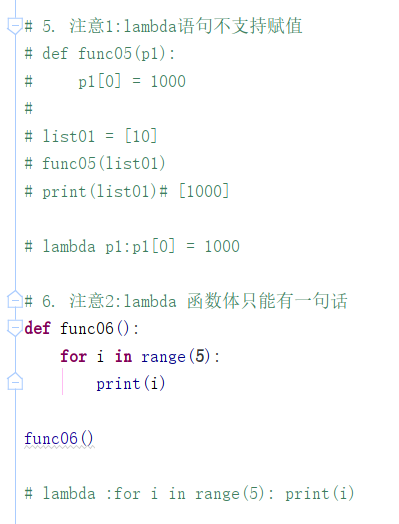 # 5. 注意1:lambda语句不支持赋值
# def func05(p1):
#     p1[0] = 1000
#
# list01 = [10]
# func05(list01)
# print(list01)# [1000]
# lambda p1:p1[0] = 1000
# 6. 注意2:lambda 函数体只能有一句话
def func06():
    for i in range(5):
        print(i)
func06()
# lambda :for i in range(5): print(i)